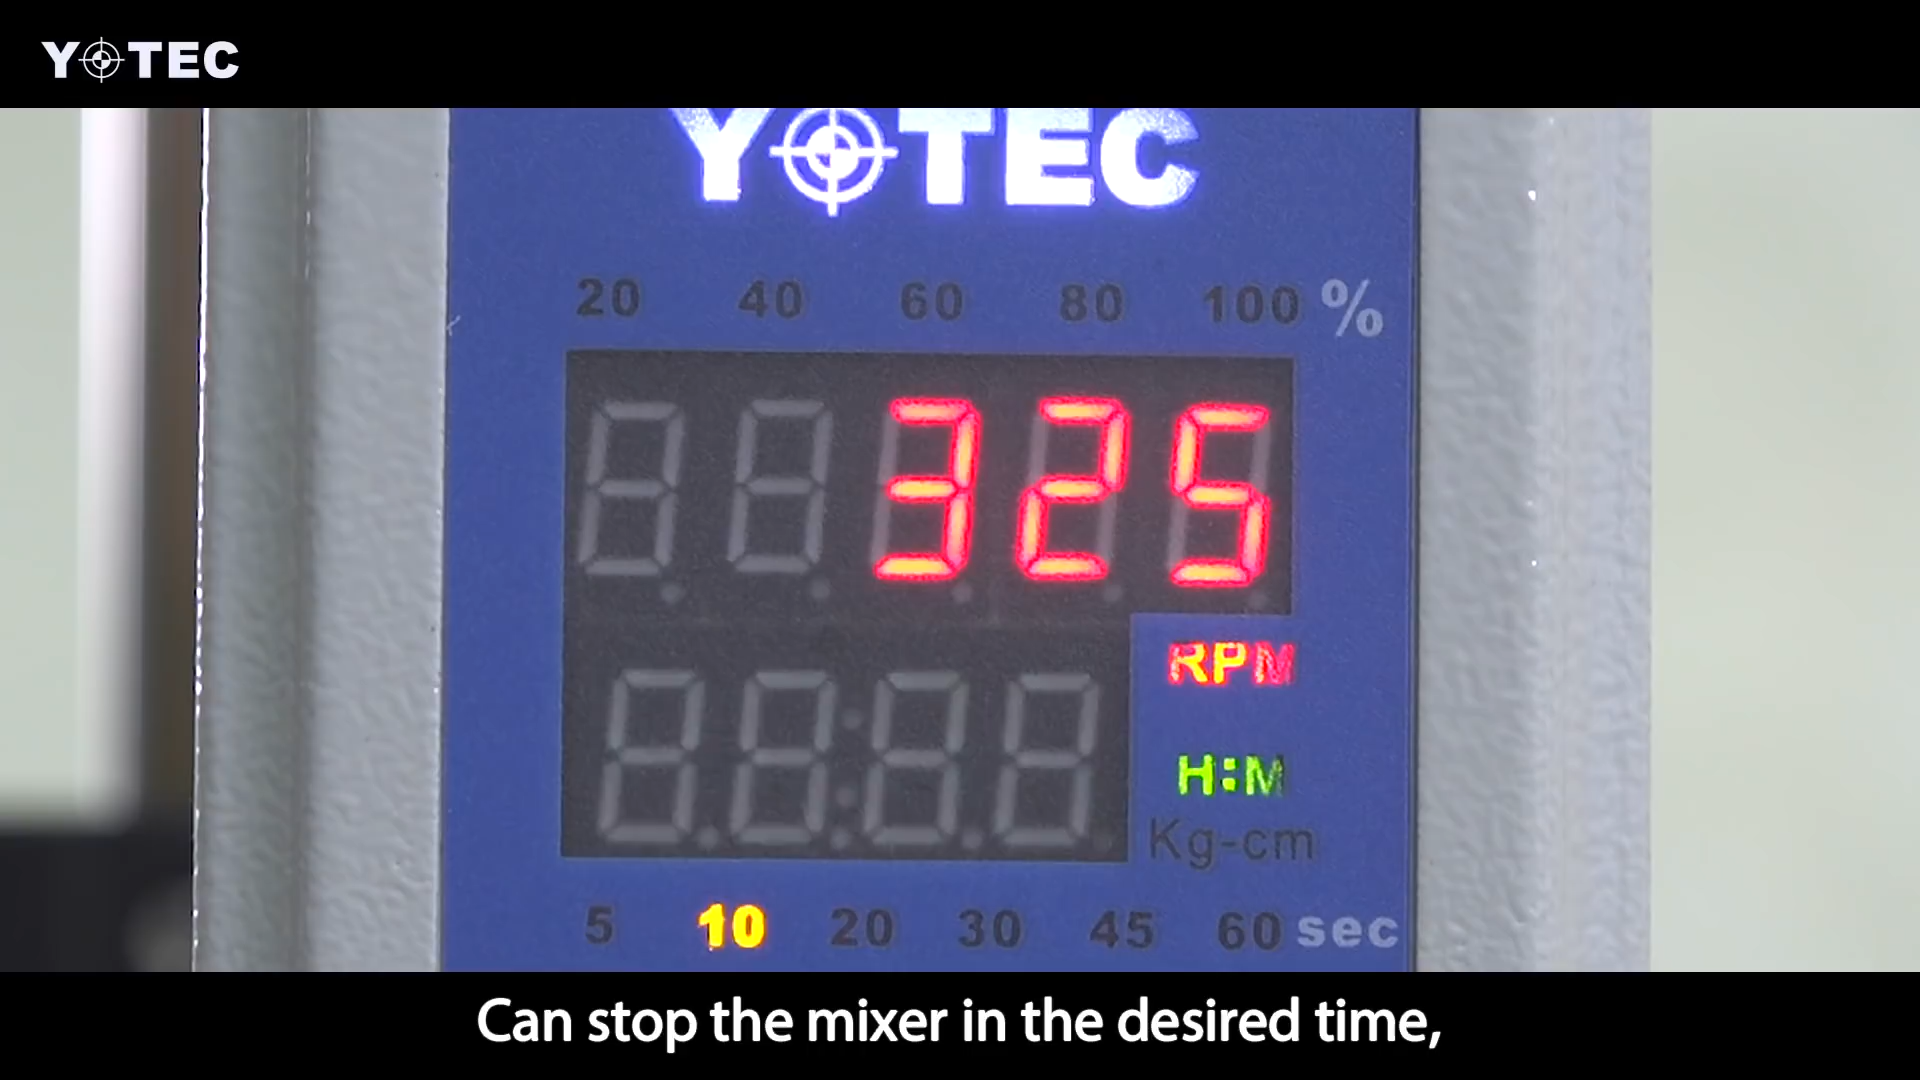 YOTEC
YOTEC
20 40 60 80 100 %
325
RPM
H:M
Kg-cm
5 10 20 30 45 60 sec
Can stop the mixer in the desired time,